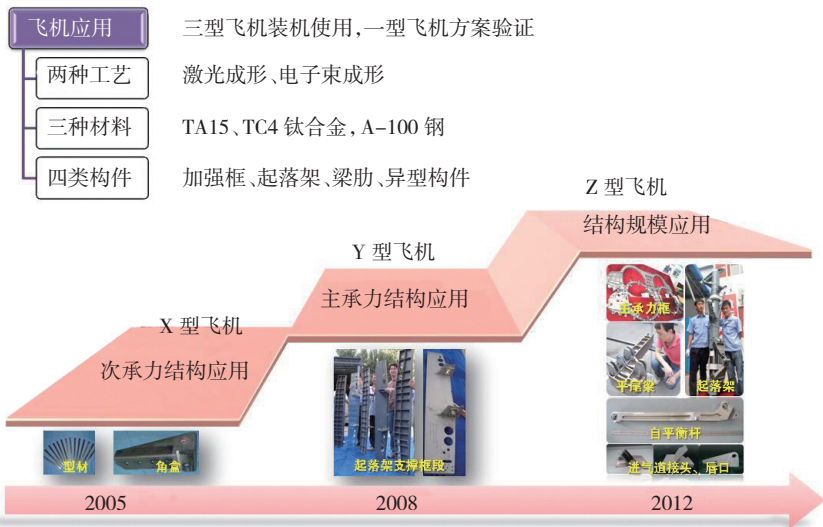 飞机应用
三型飞机装机使用,一型飞机方案验证
两种工艺
激光成形、电子束成形
三种材料
TA15、TC4 钛合金, A-100 钢
四类构件
加强框、起落架、梁肋、异型构件
Z 型飞机
结构规模应用
Y 型飞机
主承力结构应用
X 型飞机
次承力结构应用
主承力框
平尾梁
起落架
自平衡杆
进气道接头、唇口
起落架支撑框段
型材
角盒
2005
2008
2012